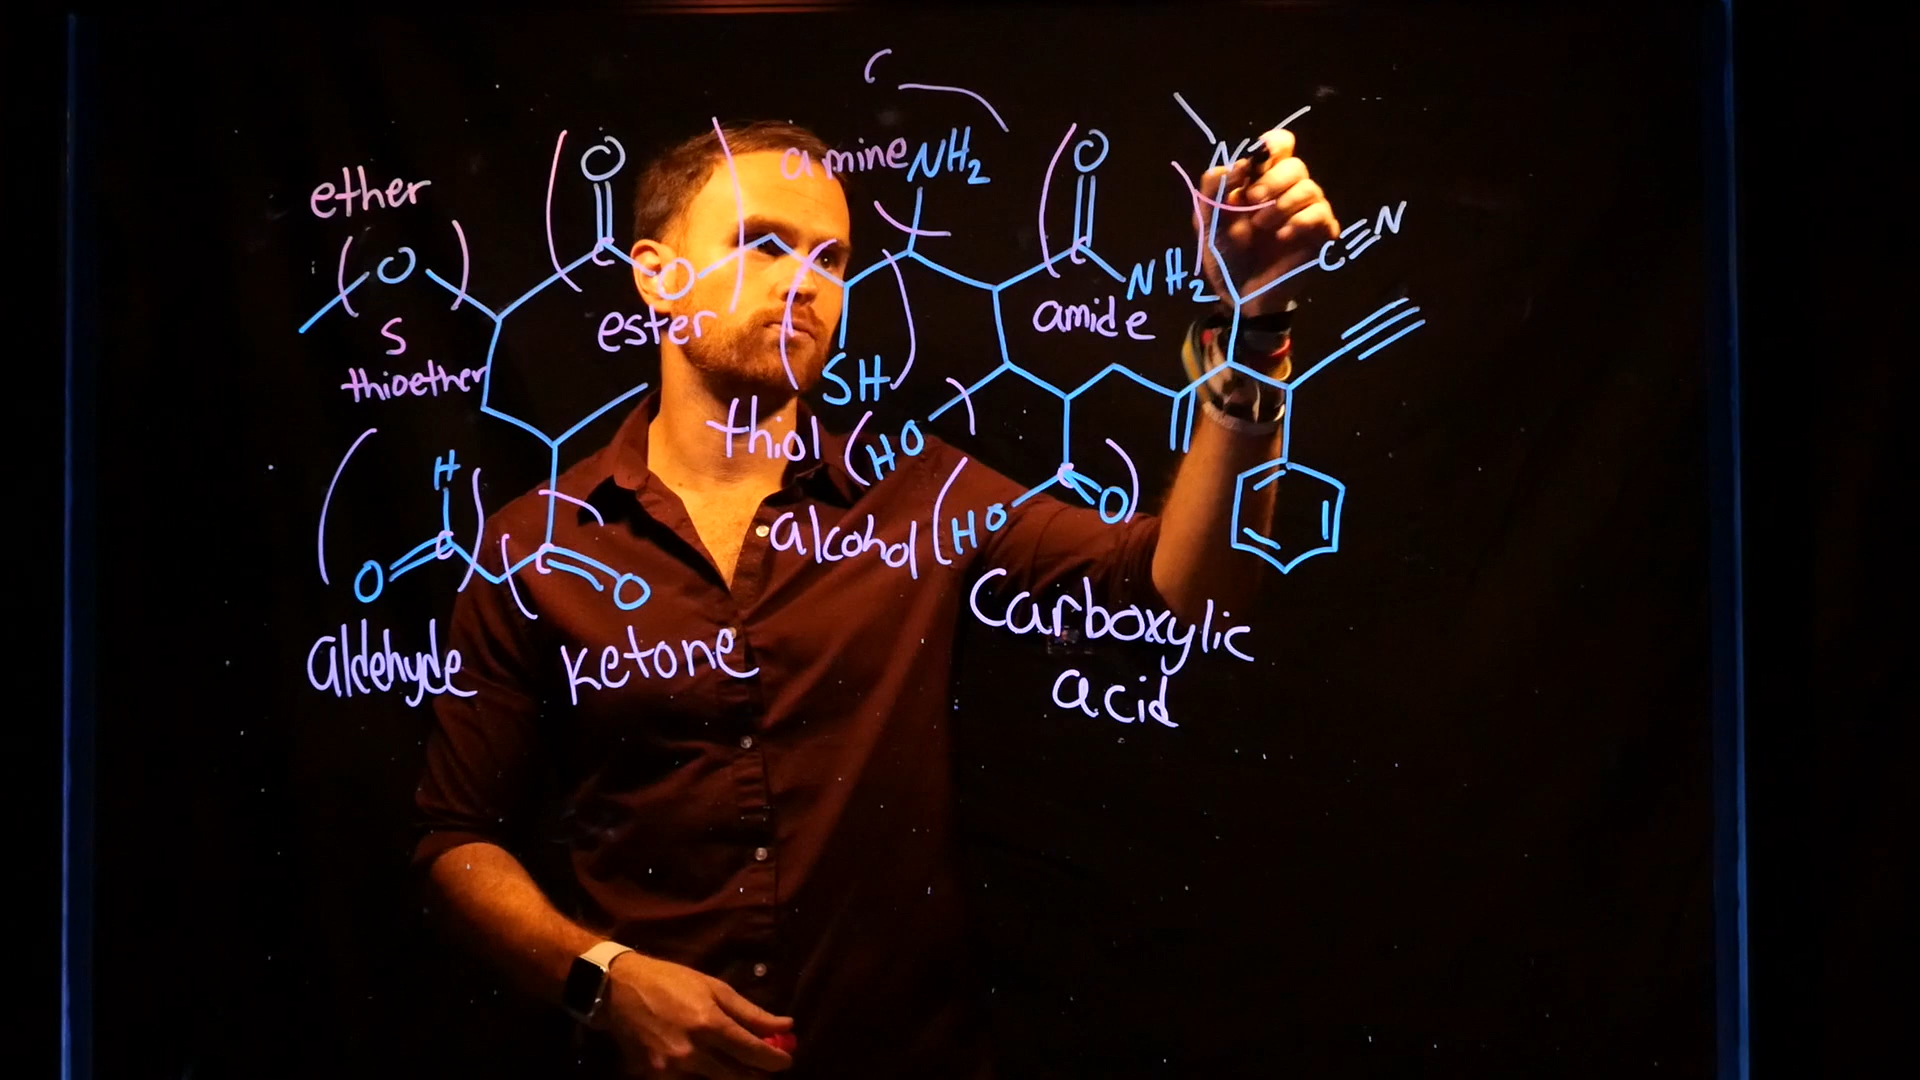 C
ether
O
S
thioether
O
C
O
ester
amine NH2
SH
thiol
O
C
NH2
amide
N
C≡N
HO
alcohol
HO
C
O
Carboxylic
acid
H
C
O
aldehyde
C
O
Ketone